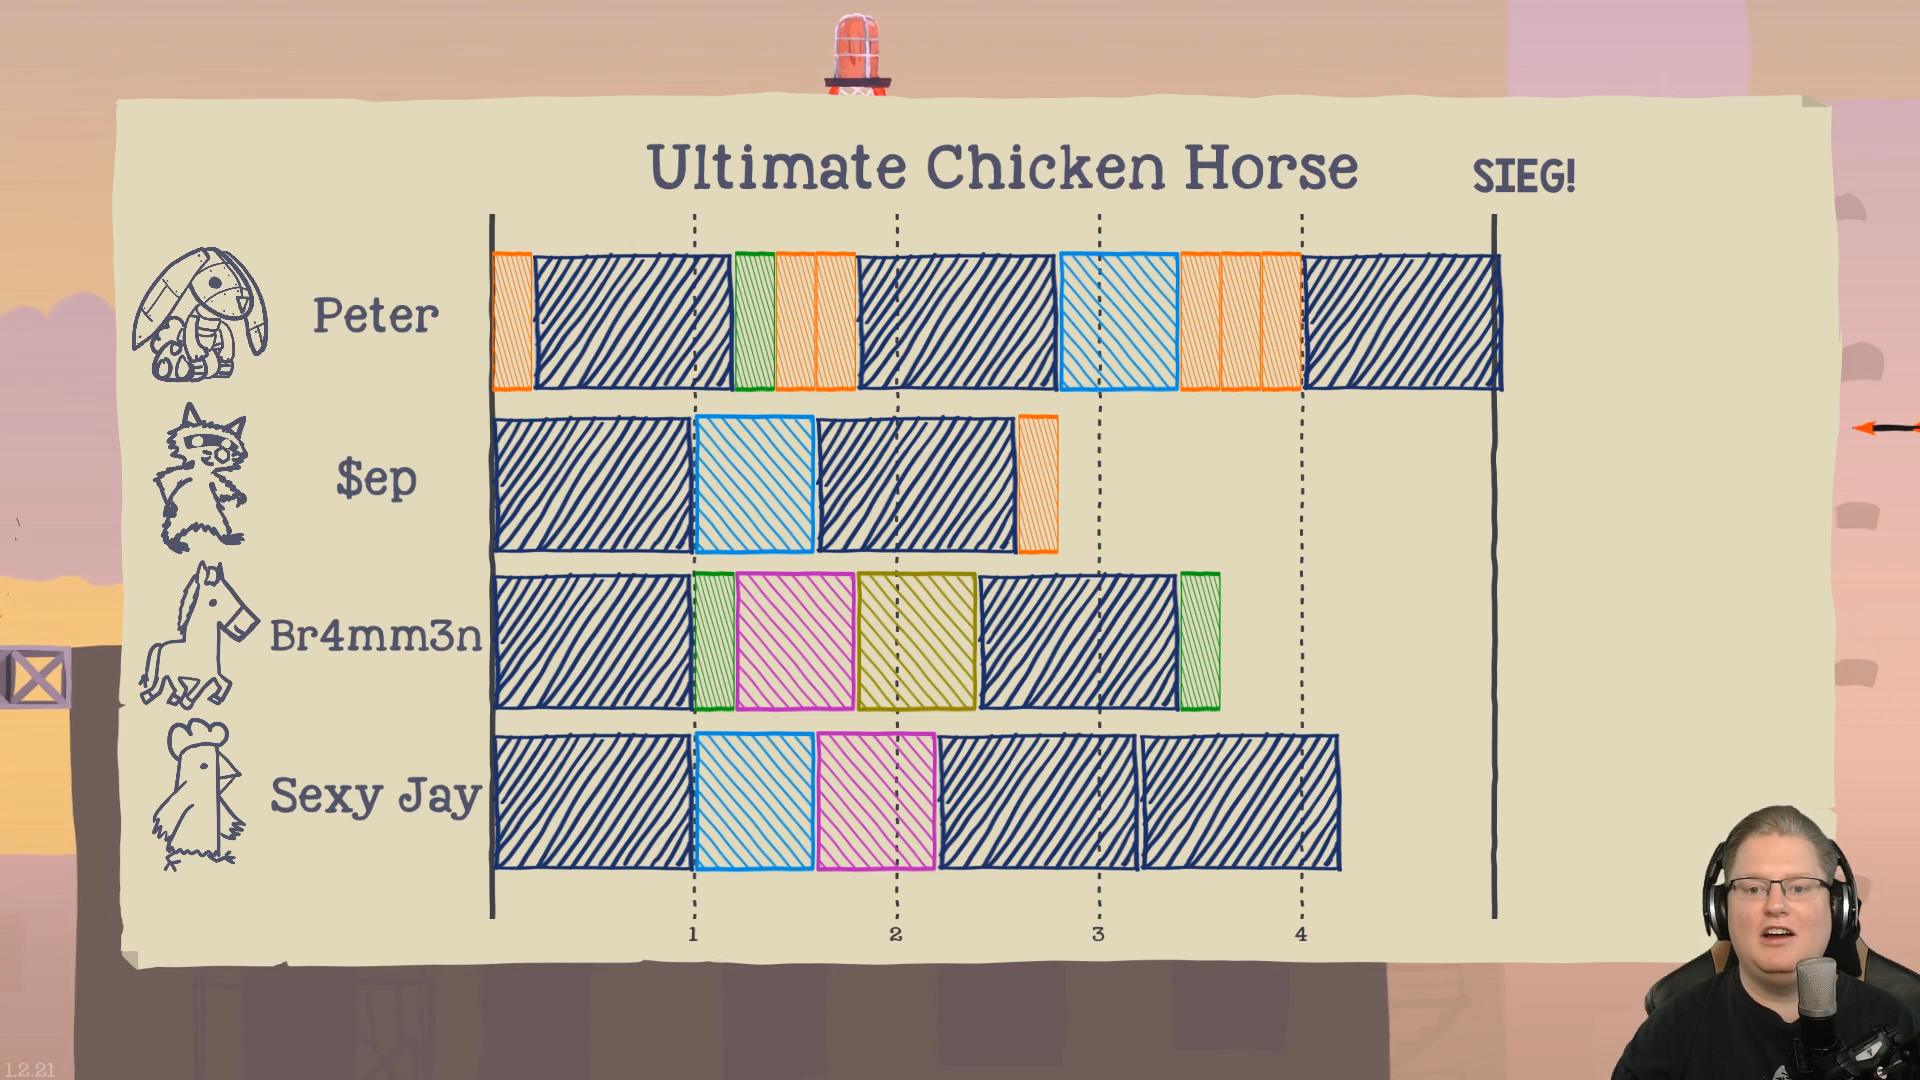 Ultimate Chicken Horse
SIEG!
Peter
$ep
Br4mm3n
Sexy Jay
1 2 3 4
1.2.21